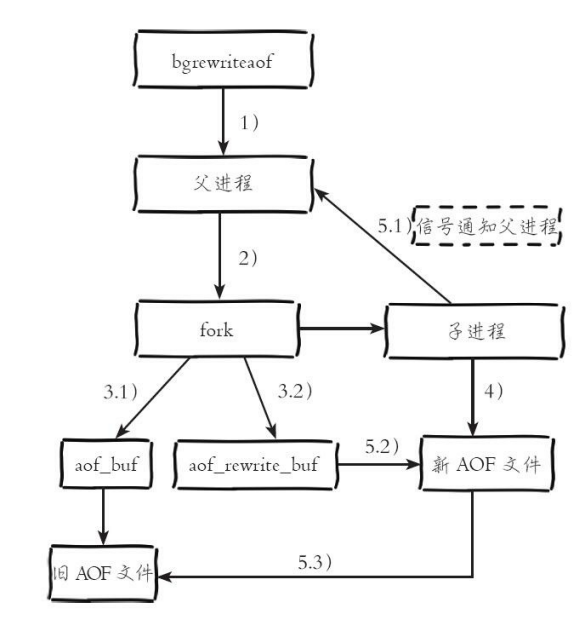 bgrewriteaof
1)
父进程
5.1)
信号通知父进程
2)
fork
子进程
3.1)
3.2)
4)
aof_buf
aof_rewrite_buf
5.2)
新 AOF 文件
旧 AOF 文件
5.3)